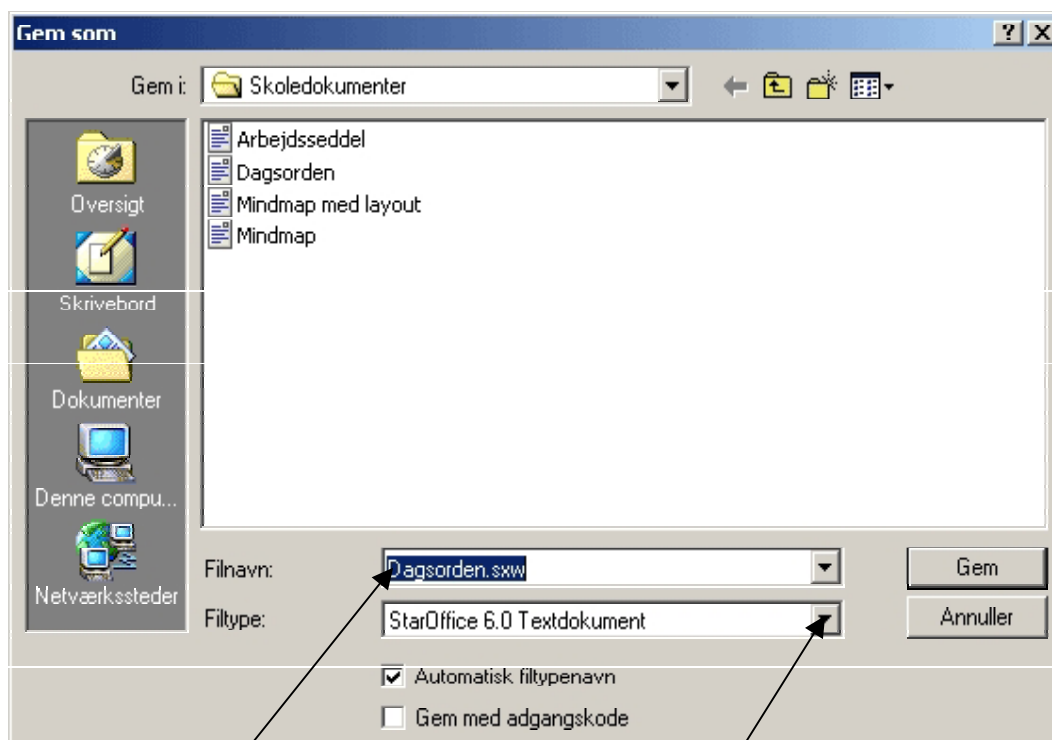 Gem som
Gem i: Skoledokumenter
Arbejdsseddel
Dagsorden
Mindmap med layout
Mindmap
Oversigt
Skrivebord
Dokumenter
Denne compu...
Netværkssteder
Filnavn: Dagsorden.sxw Gem
Filtype: StarOffice 6.0 Textdokument Annuller
Automatisk filtypenavn
Gem med adgangskode